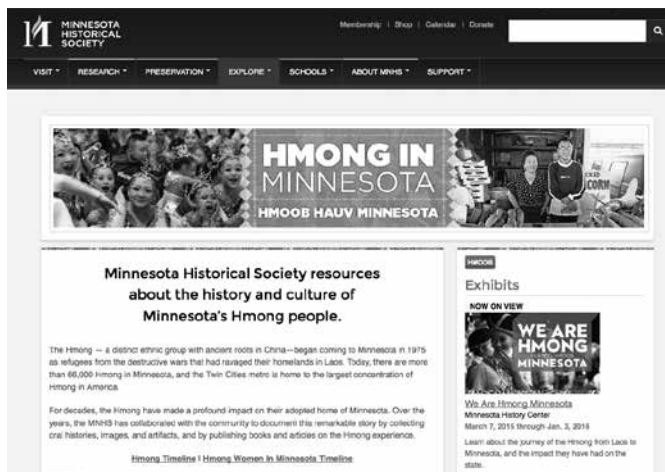 MINNESOTA
HISTORICAL
SOCIETY
Membership | Shop | Calendar | Donate
VISIT RESEARCH PRESERVATION EXPLORE SCHOOLS ABOUT MNHS SUPPORT
HMONG IN
MINNESOTA
HMOOB HAUV MINNESOTA
CORN
Minnesota Historical Society resources
about the history and culture of
Minnesota's Hmong people.
The Hmong — a distinct ethnic group with ancient roots in China—began coming to Minnesota in 1975
as refugees from the destructive wars that had ravaged their homelands in Laos. Today, there are more
than 66,000 Hmong in Minnesota, and the Twin Cities metro is home to the largest concentration of
Hmong in America.
For decades, the Hmong have made a profound impact on their adopted home of Minnesota. Over the
years, the MNHS has collaborated with the community to document this remarkable story by collecting
oral histories, images, and artifacts, and by publishing books and articles on the Hmong experience.
Hmong Timeline | Hmong Women In Minnesota Timeline
HMOOB
Exhibits
NOW ON VIEW
WE ARE
HMONG
MINNESOTA
We Are Hmong Minnesota
Minnesota History Center
March 7, 2015 through Jan. 3, 2016
Learn about the journey of the Hmong from Laos to
Minnesota, and the impact they have had on the
state.